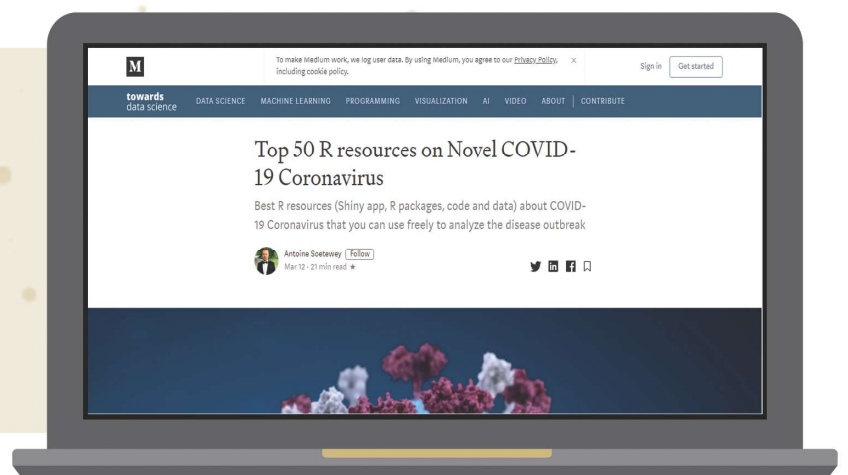 M
To make Medium work, we log user data. By using Medium, you agree to our Privacy Policy,
including cookie policy.
×
Sign in
Get started
towards
data science
DATA SCIENCE MACHINE LEARNING PROGRAMMING VISUALIZATION AI VIDEO ABOUT CONTRIBUTE
Top 50 R resources on Novel COVID-
19 Coronavirus
Best R resources (Shiny app, R packages, code and data) about COVID-
19 Coronavirus that you can use freely to analyze the disease outbreak
Antoine Soetewey Follow
Mar 12 · 21 min read ★